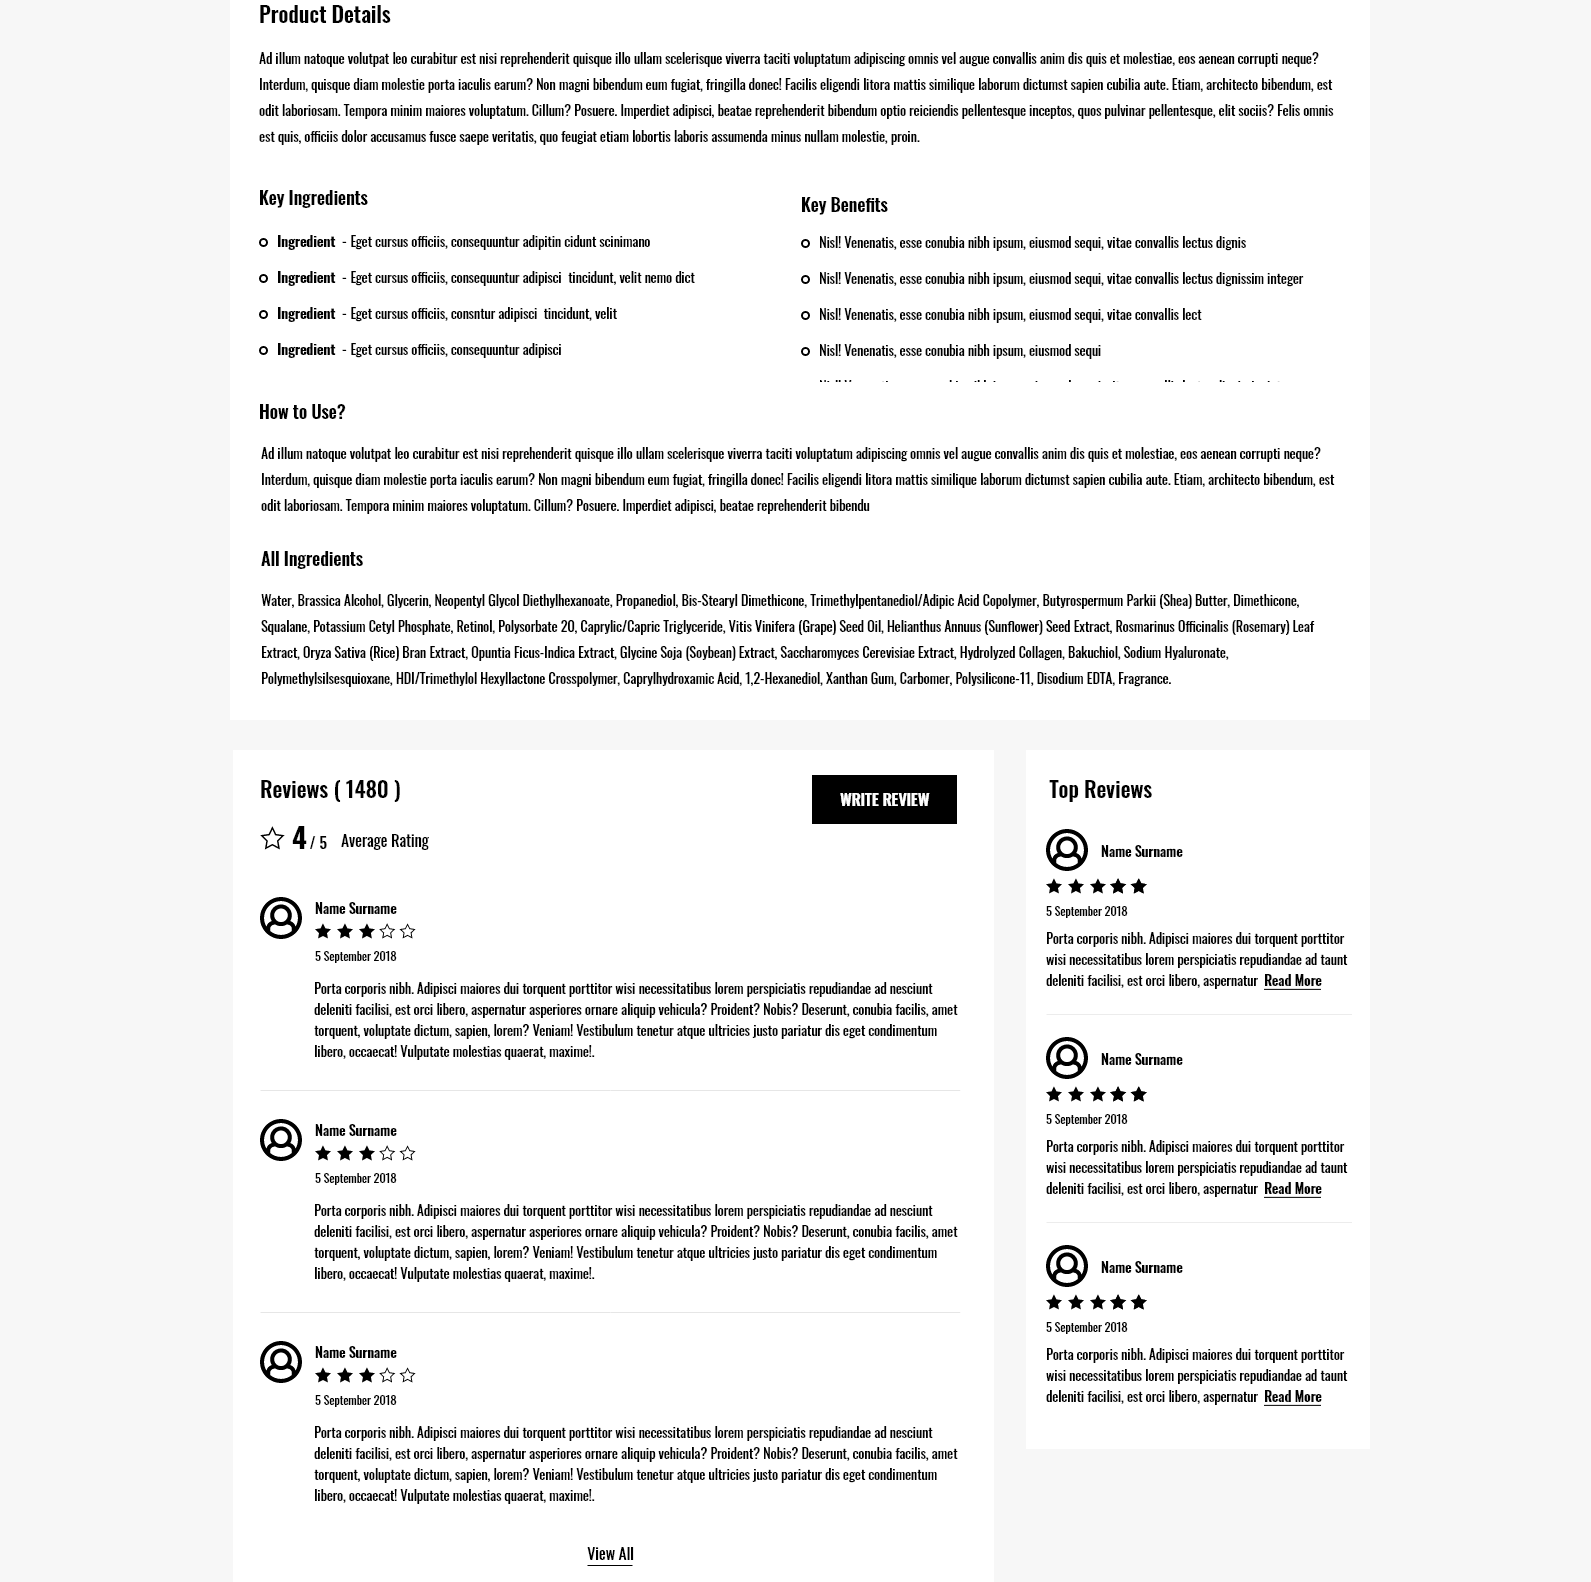 Product Details
Ad illum natoque volutpat leo curabitur est nisi reprehenderit quisque illo ullam scelerisque viverra taciti voluptatum adipiscing omnis vel augue convallis anim dis quis et molestiae, eos aenean corrupti neque?
Interdum, quisque diam molestie porta iaculis earum? Non magni bibendum eum fugiat, fringilla donec! Facilis eligendi litora mattis similique laborum dictumst sapien cubilia aute. Etiam, architecto bibendum, est
odit laboriosam. Tempora minim maiores voluptatum. Cillum? Posuere. Imperdiet adipisci, beatae reprehenderit bibendum optio reiciendis pellentesque inceptos, quos pulvinar pellentesque, elit sociis? Felis omnis
est quis, officiis dolor accusamus fusce saepe veritatis, quo feugiat etiam lobortis laboris assumenda minus nullam molestie, proin.
Key Ingredients
Ingredient - Eget cursus officiis, consequuntur adipitin cidunt scinimano
Ingredient - Eget cursus officiis, consequuntur adipisci tincidunt, velit nemo dict
Ingredient - Eget cursus officiis, consntur adipisci tincidunt, velit
Ingredient - Eget cursus officiis, consequuntur adipisci
Key Benefits
Nisl! Venenatis, esse conubia nibh ipsum, eiusmod sequi, vitae convallis lectus dignis
Nisl! Venenatis, esse conubia nibh ipsum, eiusmod sequi, vitae convallis lectus dignissim integer
Nisl! Venenatis, esse conubia nibh ipsum, eiusmod sequi, vitae convallis lect
Nisl! Venenatis, esse conubia nibh ipsum, eiusmod sequi
How to Use?
Ad illum natoque volutpat leo curabitur est nisi reprehenderit quisque illo ullam scelerisque viverra taciti voluptatum adipiscing omnis vel augue convallis anim dis quis et molestiae, eos aenean corrupti neque?
Interdum, quisque diam molestie porta iaculis earum? Non magni bibendum eum fugiat, fringilla donec! Facilis eligendi litora mattis similique laborum dictumst sapien cubilia aute. Etiam, architecto bibendum, est
odit laboriosam. Tempora minim maiores voluptatum. Cillum? Posuere. Imperdiet adipisci, beatae reprehenderit bibendu
All Ingredients
Water, Brassica Alcohol, Glycerin, Neopentyl Glycol Diethylhexanoate, Propanediol, Bis-Stearyl Dimethicone, Trimethylpentanediol/Adipic Acid Copolymer, Butyrospermum Parkii (Shea) Butter, Dimethicone,
Squalane, Potassium Cetyl Phosphate, Retinol, Polysorbate 20, Caprylic/Capric Triglyceride, Vitis Vinifera (Grape) Seed Oil, Helianthus Annuus (Sunflower) Seed Extract, Rosmarinus Officinalis (Rosemary) Leaf
Extract, Oryza Sativa (Rice) Bran Extract, Opuntia Ficus-Indica Extract, Glycine Soja (Soybean) Extract, Saccharomyces Cerevisiae Extract, Hydrolyzed Collagen, Bakuchiol, Sodium Hyaluronate,
Polymethylsilsesquioxane, HDI/Trimethylol Hexyllactone Crosspolymer, Caprylhydroxamic Acid, 1,2-Hexanediol, Xanthan Gum, Carbomer, Polysilicone-11, Disodium EDTA, Fragrance.
Reviews ( 1480 )
WRITE REVIEW
4 / 5 Average Rating
Name Surname
5 September 2018
Porta corporis nibh. Adipisci maiores dui torquent porttitor wisi necessitatibus lorem perspiciatis repudiandae ad nesciunt
deleniti facilisi, est orci libero, aspernatur asperiores ornare aliquip vehicula? Proident? Nobis? Deserunt, conubia facilis, amet
torquent, voluptate dictum, sapien, lorem? Veniam! Vestibulum tenetur atque ultricies justo pariatur dis eget condimentum
libero, occaecat! Vulputate molestias quaerat, maxime!.
Name Surname
5 September 2018
Porta corporis nibh. Adipisci maiores dui torquent porttitor wisi necessitatibus lorem perspiciatis repudiandae ad nesciunt
deleniti facilisi, est orci libero, aspernatur asperiores ornare aliquip vehicula? Proident? Nobis? Deserunt, conubia facilis, amet
torquent, voluptate dictum, sapien, lorem? Veniam! Vestibulum tenetur atque ultricies justo pariatur dis eget condimentum
libero, occaecat! Vulputate molestias quaerat, maxime!.
Name Surname
5 September 2018
Porta corporis nibh. Adipisci maiores dui torquent porttitor wisi necessitatibus lorem perspiciatis repudiandae ad nesciunt
deleniti facilisi, est orci libero, aspernatur asperiores ornare aliquip vehicula? Proident? Nobis? Deserunt, conubia facilis, amet
torquent, voluptate dictum, sapien, lorem? Veniam! Vestibulum tenetur atque ultricies justo pariatur dis eget condimentum
libero, occaecat! Vulputate molestias quaerat, maxime!.
View All
Top Reviews
Name Surname
5 September 2018
Porta corporis nibh. Adipisci maiores dui torquent porttitor
wisi necessitatibus lorem perspiciatis repudiandae ad taunt
deleniti facilisi, est orci libero, aspernatur Read More
Name Surname
5 September 2018
Porta corporis nibh. Adipisci maiores dui torquent porttitor
wisi necessitatibus lorem perspiciatis repudiandae ad taunt
deleniti facilisi, est orci libero, aspernatur Read More
Name Surname
5 September 2018
Porta corporis nibh. Adipisci maiores dui torquent porttitor
wisi necessitatibus lorem perspiciatis repudiandae ad taunt
deleniti facilisi, est orci libero, aspernatur Read More